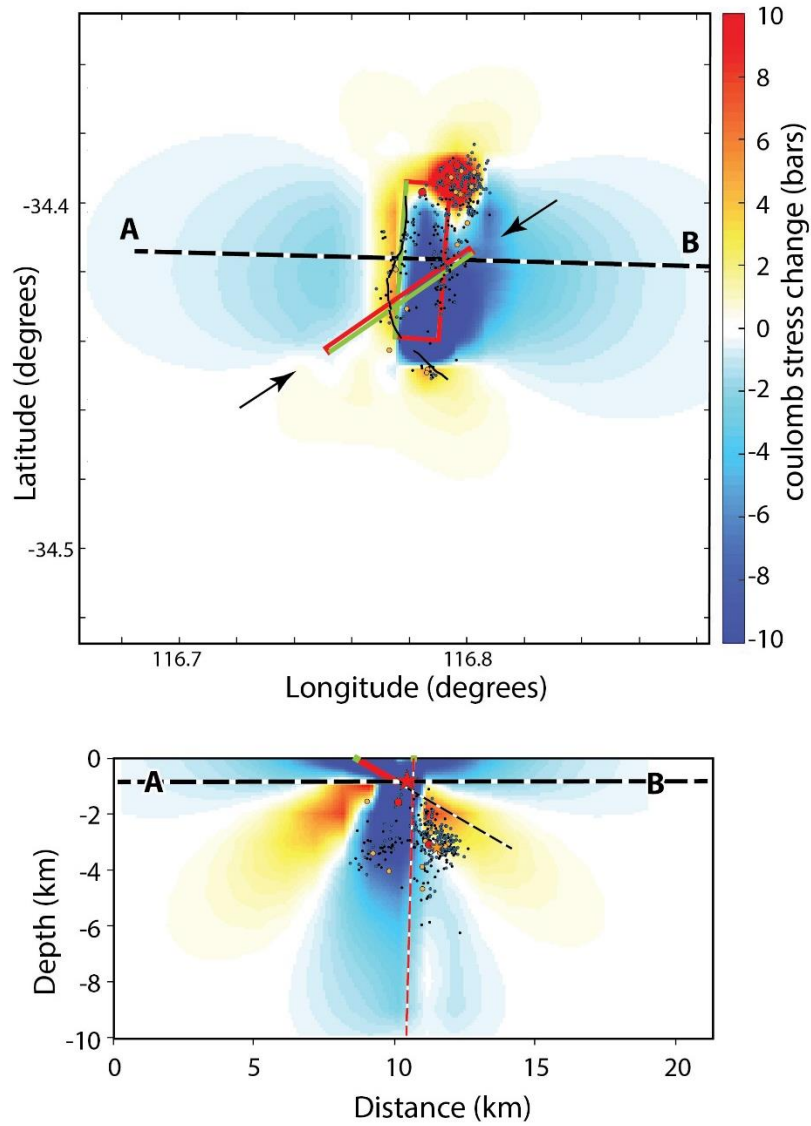 10
8
6
4
2
0
-2
-4
-6
-8
-10
coulomb stress change (bars)
-34.4
-34.5
Latitude (degrees)
A
B
116.7
116.8
Longitude (degrees)
0
-2
-4
-6
-8
-10
Depth (km)
A
B
0
5
10
15
20
Distance (km)